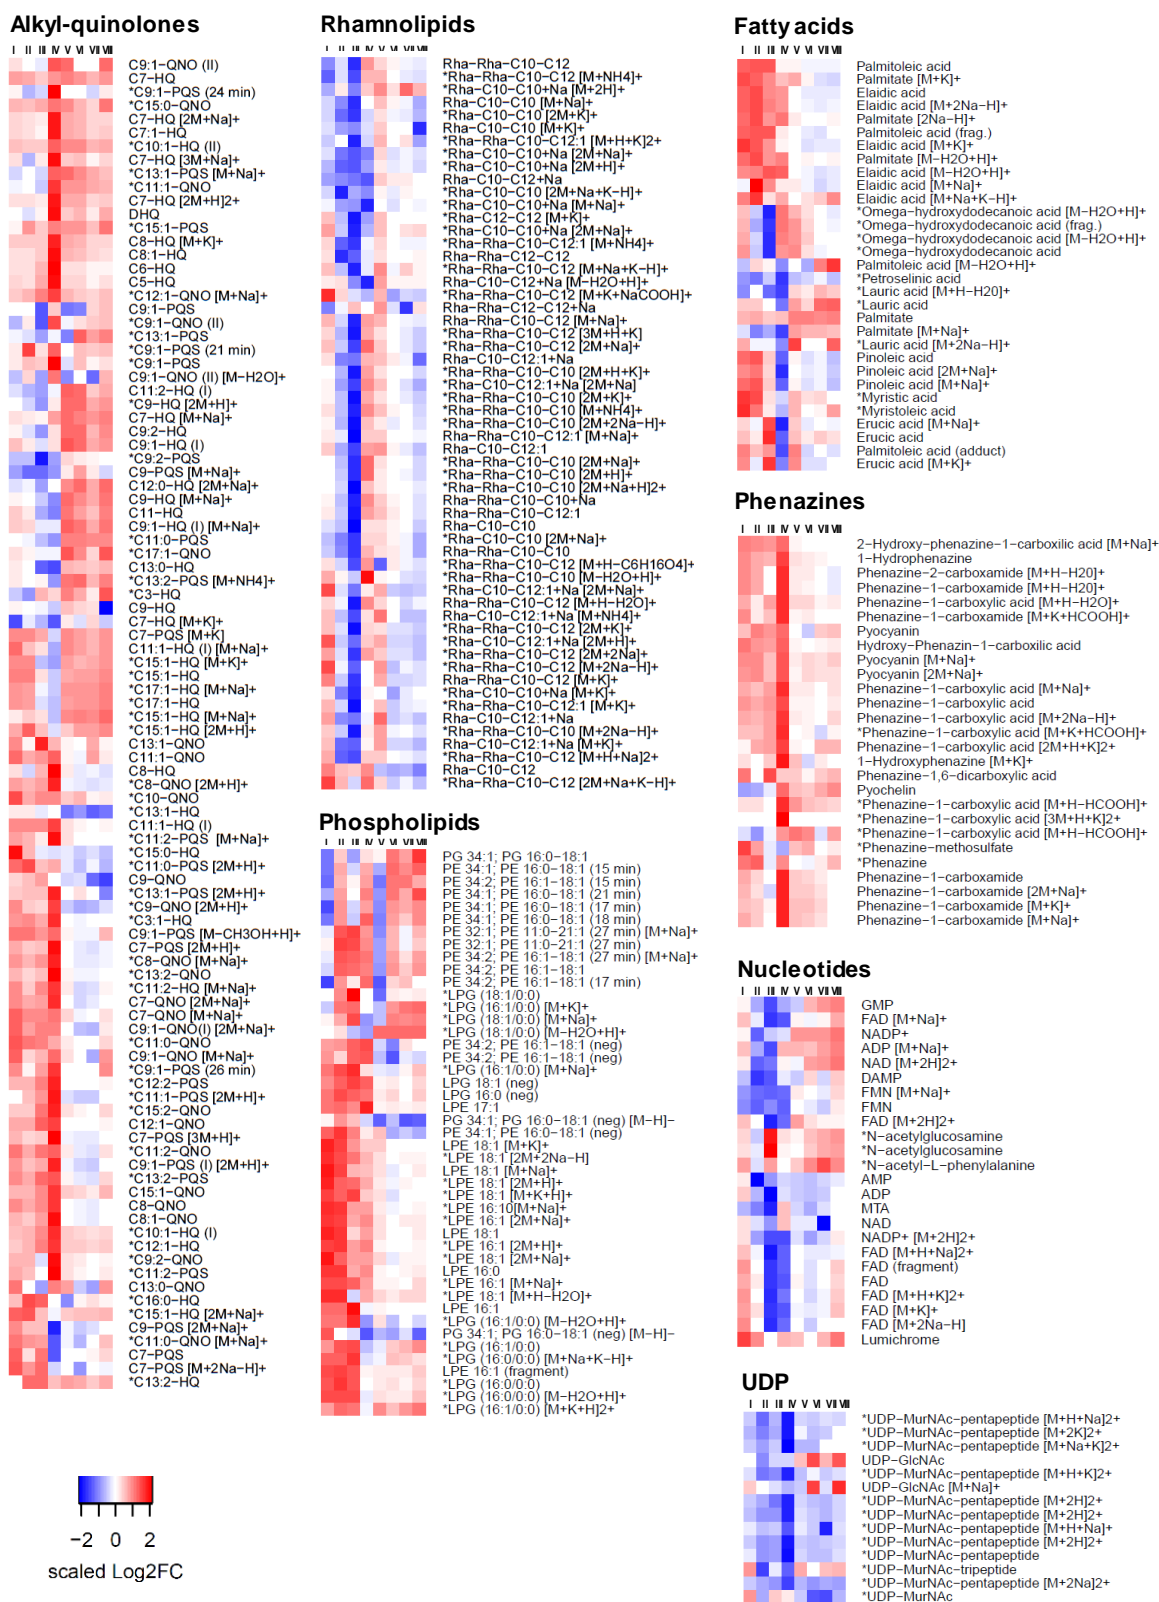 Alkyl-quinolones
I II III IV V VI VII VIII
C9:1−QNO (II)
C7−HQ
*C9:1−PQS (24 min)
*C15:0−QNO
C7−HQ [2M+Na]+
C7:1−HQ
*C10:1−HQ (II)
C7−HQ [3M+Na]+
*C13:1−PQS [M+Na]+
*C11:1−QNO
C7−HQ [2M+H]2+
DHQ
*C15:1−PQS
C8−HQ [M+K]+
C8:1−HQ
C6−HQ
C5−HQ
*C12:1−QNO [M+Na]+
C9:1−PQS
*C9:1−QNO (II)
*C13:1−PQS
*C9:1−PQS (21 min)
*C9:1−PQS
C9:1−QNO (II) [M−H2O]+
C11:2−HQ (I)
*C9−HQ [2M+H]+
C7−HQ [M+Na]+
C9:2−HQ
C9:1−HQ (I)
*C9:2−PQS
C9−PQS [M+Na]+
C12:0−HQ [2M+Na]+
C9−HQ [M+Na]+
C11−HQ
C9:1−HQ (I) [M+Na]+
*C11:0−PQS
*C17:1−QNO
C13:0−HQ
*C13:2−PQS [M+NH4]+
*C3−HQ
C9−HQ
C7−HQ [M+K]+
C7−PQS [M+K]
C11:1−HQ (I) [M+Na]+
*C15:1−HQ [M+K]+
*C15:1−HQ
*C17:1−HQ [M+Na]+
*C17:1−HQ
*C15:1−HQ [M+Na]+
*C15:1−HQ [2M+H]+
C13:1−QNO
C11:1−QNO
C8−HQ
*C8−QNO [2M+H]+
*C10−QNO
*C13:1−HQ
C11:1−HQ (I)
*C11:2−PQS [M+Na]+
*C15:0−HQ
*C11:0−PQS [2M+H]+
C9−QNO
*C13:1−PQS [2M+H]+
*C9−QNO [2M+H]+
*C3:1−HQ
C9:1−PQS [M−CH3OH+H]+
C7−PQS [2M+H]+
*C8−QNO [M+Na]+
*C13:2−QNO
*C11:2−HQ [M+Na]+
C7−QNO [2M+Na]+
C7−QNO [M+Na]+
C9:1−QNO(I) [2M+Na]+
*C11:0−QNO
C9:1−QNO [M+Na]+
*C9:1−PQS (26 min)
*C12:2−PQS
*C11:1−PQS [2M+H]+
*C15:2−QNO
C12:1−QNO
C7−PQS [3M+H]+
*C11:2−QNO
C9:1−PQS (I) [2M+H]+
*C13:2−PQS
C15:1−QNO
C8−QNO
C8:1−QNO
*C10:1−HQ (I)
*C12:1−HQ
*C9:2−QNO
*C11:2−PQS
C13:0−QNO
*C16:0−HQ
*C15:1−HQ [2M+Na]+
C9−PQS [2M+Na]+
*C11:0−QNO [M+Na]+
C7−PQS
C7−PQS [M+2Na−H]+
*C13:2−HQ
−2 0 2
scaled Log2FC
Rhamnolipids
I II III IV V VI VII VIII
Rha−Rha−C10−C12
*Rha−Rha−C10−C12 [M+NH4]+
*Rha−C10−C10+Na [M+2H]+
Rha−C10−C10 [M+Na]+
*Rha−C10−C10 [2M+K]+
Rha−C10−C10 [M+K]+
*Rha−Rha−C10−C12:1 [M+H+K]2+
*Rha−C10−C10+Na [2M+Na]+
*Rha−C10−C10+Na [2M+H]+
Rha−C10−C12+Na
*Rha−C10−C10 [2M+Na+K−H]+
*Rha−C10−C10+Na [M+Na]+
*Rha−C12−C12 [M+K]+
*Rha−C10−C10+Na [2M+Na]+
*Rha−Rha−C10−C12:1 [M+NH4]+
Rha−Rha−C12−C12
*Rha−Rha−C10−C12 [M+Na+K−H]+
Rha−C10−C12+Na [M−H2O+H]+
*Rha−Rha−C10−C12 [M+K+NaCOOH]+
Rha−Rha−C12−C12+Na
Rha−Rha−C10−C12 [M+Na]+
*Rha−Rha−C10−C12 [3M+H+K]
*Rha−Rha−C10−C12 [2M+Na]+
Rha−C10−C12:1+Na
*Rha−Rha−C10−C10 [2M+H+K]+
*Rha−C10−C12:1+Na [2M+Na]
*Rha−Rha−C10−C10 [2M+K]+
*Rha−Rha−C10−C10 [M+NH4]+
*Rha−Rha−C10−C10 [2M+2Na−H]+
Rha−Rha−C10−C12:1 [M+Na]+
Rha−C10−C12:1
*Rha−Rha−C10−C10 [2M+Na]+
*Rha−Rha−C10−C10 [2M+H]+
*Rha−Rha−C10−C10 [2M+Na+H]2+
Rha−Rha−C10−C10+Na
Rha−Rha−C10−C12:1
Rha−C10−C10
*Rha−C10−C10 [2M+Na]+
Rha−Rha−C10−C10
*Rha−Rha−C10−C12 [M+H−C6H16O4]+
*Rha−Rha−C10−C10 [M−H2O+H]+
*Rha−C10−C12:1+Na [2M+Na]+
Rha−Rha−C10−C12 [M+H−H2O]+
Rha−C10−C12:1+Na [M+NH4]+
*Rha−Rha−C10−C12 [2M+K]+
*Rha−C10−C12:1+Na [2M+H]+
*Rha−Rha−C10−C12 [2M+2Na]+
*Rha−Rha−C10−C12 [M+2Na−H]+
Rha−Rha−C10−C12 [M+K]+
*Rha−C10−C10+Na [M+K]+
*Rha−Rha−C10−C12:1 [M+K]+
Rha−C10−C12:1+Na
*Rha−Rha−C10−C10 [M+2Na−H]+
Rha−C10−C12:1+Na [M+K]+
*Rha−Rha−C10−C12 [M+H+Na]2+
Rha−C10−C12
*Rha−Rha−C10−C12 [2M+Na+K−H]+
Phospholipids
I II III IV V VI VII VIII
PG 34:1; PG 16:0−18:1
PE 34:1; PE 16:0−18:1 (15 min)
PE 34:2; PE 16:1−18:1 (15 min)
PE 34:1; PE 16:0−18:1 (21 min)
PE 34:1; PE 16:0−18:1 (17 min)
PE 34:1; PE 16:0−18:1 (18 min)
PE 32:1; PE 11:0−21:1 (27 min) [M+Na]+
PE 32:1; PE 11:0−21:1 (27 min)
PE 34:2; PE 16:1−18:1 (27 min) [M+Na]+
PE 34:2; PE 16:1−18:1
PE 34:2; PE 16:1−18:1 (17 min)
*LPG (18:1/0:0)
*LPG (16:1/0:0) [M+K]+
*LPG (18:1/0:0) [M+Na]+
*LPG (18:1/0:0) [M−H2O+H]+
PE 34:2; PE 16:1−18:1 (neg)
PE 34:2; PE 16:1−18:1 (neg)
*LPG (16:1/0:0) [M+Na]+
LPG 18:1 (neg)
LPG 16:0 (neg)
LPE 17:1
PG 34:1; PG 16:0−18:1 (neg) [M−H]−
PE 34:1; PE 16:0−18:1 (neg)
LPE 18:1 [M+K]+
*LPE 18:1 [2M+2Na−H]
LPE 18:1 [M+Na]+
*LPE 18:1 [2M+H]+
*LPE 18:1 [M+K+H]+
*LPE 16:10[M+Na]+
*LPE 16:1 [2M+Na]+
LPE 18:1
*LPE 16:1 [2M+H]+
*LPE 18:1 [2M+Na]+
LPE 16:0
*LPE 16:1 [M+Na]+
*LPE 18:1 [M+H−H2O]+
LPE 16:1
*LPG (16:1/0:0) [M−H2O+H]+
PG 34:1; PG 16:0−18:1 (neg) [M−H]−
*LPG (16:1/0:0)
*LPG (16:0/0:0) [M+Na+K−H]+
LPE 16:1 (fragment)
*LPG (16:0/0:0)
*LPG (16:0/0:0) [M−H2O+H]+
*LPG (16:1/0:0) [M+K+H]2+
Fatty acids
I II III IV V VI VII VIII
Palmitoleic acid
Palmitate [M+K]+
Elaidic acid
Elaidic acid [M+2Na−H]+
Palmitate [2Na−H]+
Palmitoleic acid (frag.)
Elaidic acid [M+K]+
Palmitate [M−H2O+H]+
Elaidic acid [M−H2O+H]+
Elaidic acid [M+Na]+
Elaidic acid [M+Na+K−H]+
*Omega−hydroxydodecanoic acid [M−H2O+H]+
*Omega−hydroxydodecanoic acid (frag.)
*Omega−hydroxydodecanoic acid [M−H2O+H]+
*Omega−hydroxydodecanoic acid
Palmitoleic acid [M−H2O+H]+
*Petroselinic acid
*Lauric acid [M+H−H20]+
*Lauric acid
Palmitate
Palmitate [M+Na]+
*Lauric acid [M+2Na−H]+
Pinoleic acid
Pinoleic acid [2M+Na]+
Pinoleic acid [M+Na]+
*Myristic acid
*Myristoleic acid
Erucic acid [M+Na]+
Erucic acid
Palmitoleic acid (adduct)
Erucic acid [M+K]+
Phenazines
I II III IV V VI VII VIII
2−Hydroxy−phenazine−1−carboxilic acid [M+Na]+
1−Hydrophenazine
Phenazine−2−carboxamide [M+H−H20]+
Phenazine−1−carboxamide [M+H−H20]+
Phenazine−1−carboxylic acid [M+H−H2O]+
Phenazine−1−carboxamide [M+K+HCOOH]+
Pyocyanin
Hydroxy−Phenazin−1−carboxilic acid
Pyocyanin [M+Na]+
Pyocyanin [2M+Na]+
Phenazine−1−carboxylic acid [M+Na]+
Phenazine−1−carboxylic acid
Phenazine−1−carboxylic acid [M+2Na−H]+
*Phenazine−1−carboxylic acid [M+K+HCOOH]+
Phenazine−1−carboxylic acid [2M+H+K]2+
1−Hydroxyphenazine [M+K]+
Phenazine−1,6−dicarboxylic acid
Pyochelin
*Phenazine−1−carboxylic acid [M+H−HCOOH]+
*Phenazine−1−carboxylic acid [3M+H+K]2+
*Phenazine−1−carboxylic acid [M+H−HCOOH]+
*Phenazine−methosulfate
*Phenazine
Phenazine−1−carboxamide
Phenazine−1−carboxamide [2M+Na]+
Phenazine−1−carboxamide [M+K]+
Phenazine−1−carboxamide [M+Na]+
Nucleotides
I II III IV V VI VII VIII
GMP
FAD [M+Na]+
NADP+
ADP [M+Na]+
NAD [M+2H]2+
DAMP
FMN [M+Na]+
FMN
FAD [M+2H]2+
*N−acetylglucosamine
*N−acetylglucosamine
*N−acetyl−L−phenylalanine
AMP
ADP
MTA
NAD
NADP+ [M+2H]2+
FAD [M+H+Na]2+
FAD (fragment)
FAD
FAD [M+H+K]2+
FAD [M+K]+
FAD [M+2Na−H]
Lumichrome
UDP
I II III IV V VI VII VIII
*UDP−MurNAc−pentapeptide [M+H+Na]2+
*UDP−MurNAc−pentapeptide [M+2K]2+
*UDP−MurNAc−pentapeptide [M+Na+K]2+
UDP−GlcNAc
*UDP−MurNAc−pentapeptide [M+H+K]2+
UDP−GlcNAc [M+Na]+
*UDP−MurNAc−pentapeptide [M+2H]2+
*UDP−MurNAc−pentapeptide [M+2H]2+
*UDP−MurNAc−pentapeptide [M+H+Na]+
*UDP−MurNAc−pentapeptide [M+2H]2+
*UDP−MurNAc−pentapeptide
*UDP−MurNAc−tripeptide
*UDP−MurNAc−pentapeptide [M+2Na]2+
*UDP−MurNAc